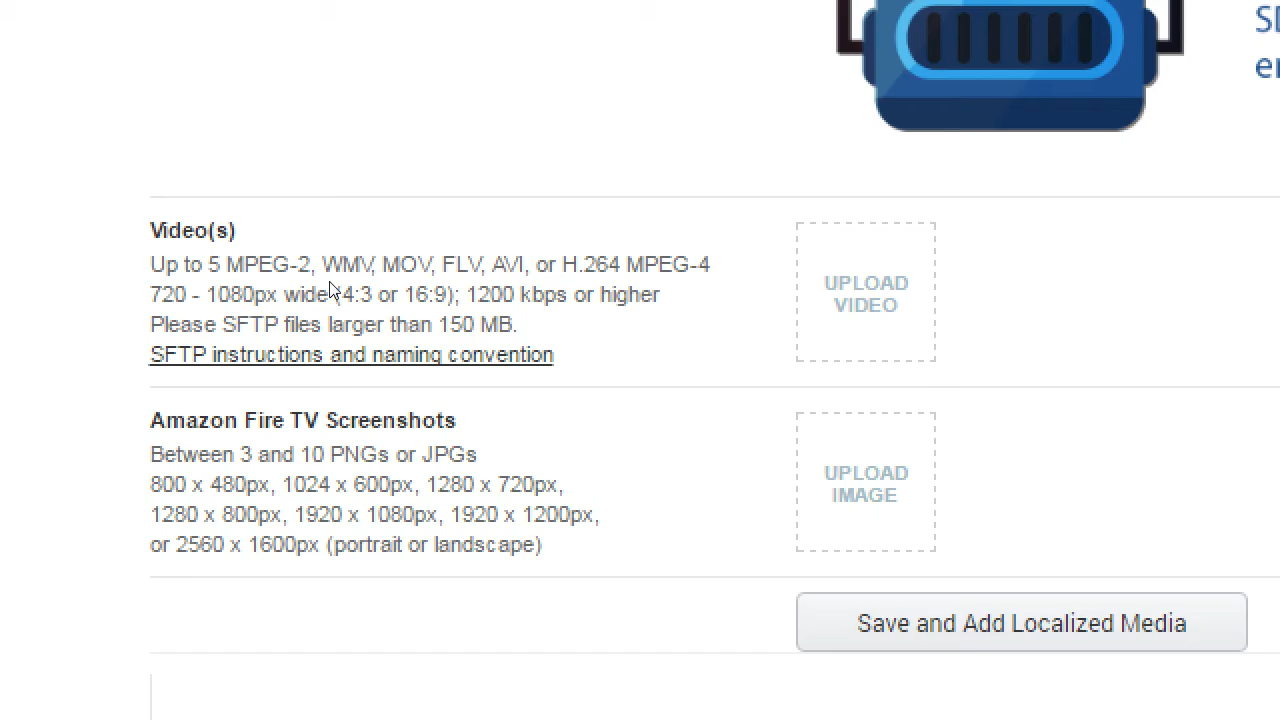 Video(s)
Up to 5 MPEG-2, WMV, MOV, FLV, AVI, or H.264 MPEG-4
720 - 1080px wide (4:3 or 16:9); 1200 kbps or higher
Please SFTP files larger than 150 MB.
SFTP instructions and naming convention
UPLOAD
VIDEO
Amazon Fire TV Screenshots
Between 3 and 10 PNGs or JPGs
800 x 480px, 1024 x 600px, 1280 x 720px,
1280 x 800px, 1920 x 1080px, 1920 x 1200px,
or 2560 x 1600px (portrait or landscape)
UPLOAD
IMAGE
Save and Add Localized Media